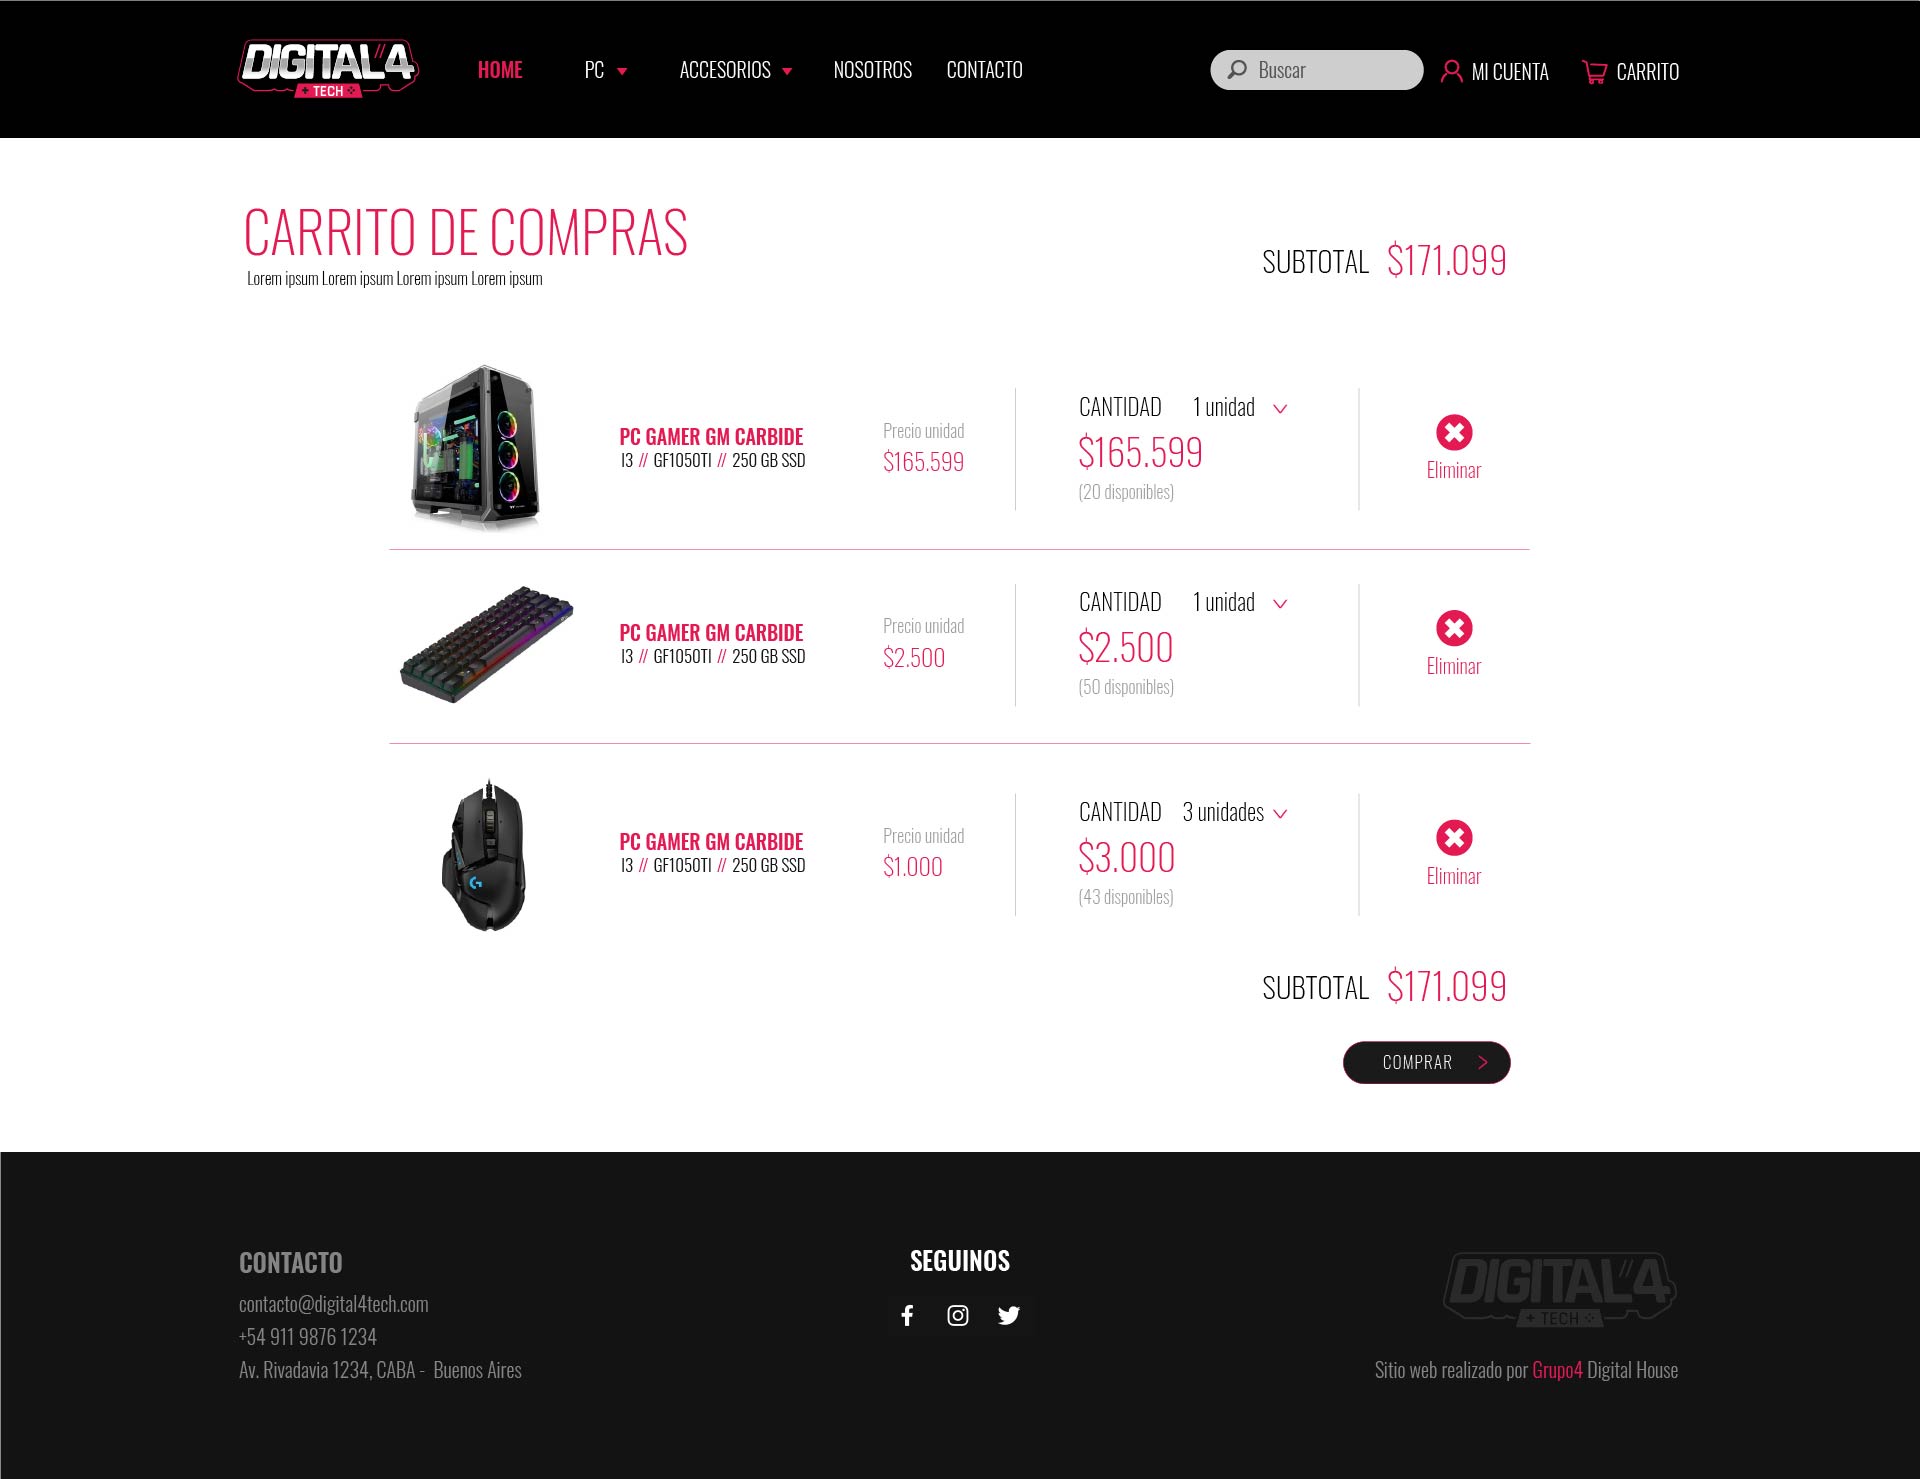 DIGITAL"4
TECH
HOME PC ACCESORIOS NOSOTROS CONTACTO Buscar MI CUENTA CARRITO
CARRITO DE COMPRAS
Lorem ipsum Lorem ipsum Lorem ipsum Lorem ipsum
SUBTOTAL $171.099
PC GAMER GM CARBIDE
I3 // GF1050TI // 250 GB SSD
Precio unidad
$165.599
CANTIDAD 1 unidad
$165.599
(20 disponibles)
Eliminar
PC GAMER GM CARBIDE
I3 // GF1050TI // 250 GB SSD
Precio unidad
$2.500
CANTIDAD 1 unidad
$2.500
(50 disponibles)
Eliminar
PC GAMER GM CARBIDE
I3 // GF1050TI // 250 GB SSD
Precio unidad
$1.000
CANTIDAD 3 unidades
$3.000
(43 disponibles)
Eliminar
SUBTOTAL $171.099
COMPRAR >
CONTACTO
contacto@digital4tech.com
+54 911 9876 1234
Av. Rivadavia 1234, CABA - Buenos Aires
SEGUINOS
DIGITAL"4
TECH
Sitio web realizado por Grupo4 Digital House